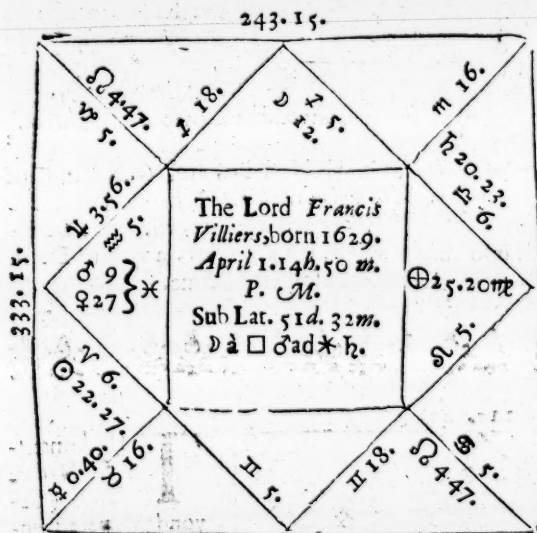 243. 15.
☊ 4. 47.
♑ 5.
♐ 18.
♐ 5.
☽ 12.
♏ 16.
♄ 20. 23.
♎ 6.
♃ 3. 56.
♒ 5.
333. 15.
♂ 9
♀ 27 } ♓
The Lord Francis
Villiers, born 1629.
April 1. 14h. 50 m.
P. M.
Sub Lat. 51d. 32m.
☽ à □ ♂ ad ⚹ ♄.
⊕ 25. 20 ♍
♌ 5.
♈ 6.
☉ 22. 27.
☿ 0. 40.
♉ 16.
♊ 5.
♊ 18.
♋ 5.
☊ 4. 47.